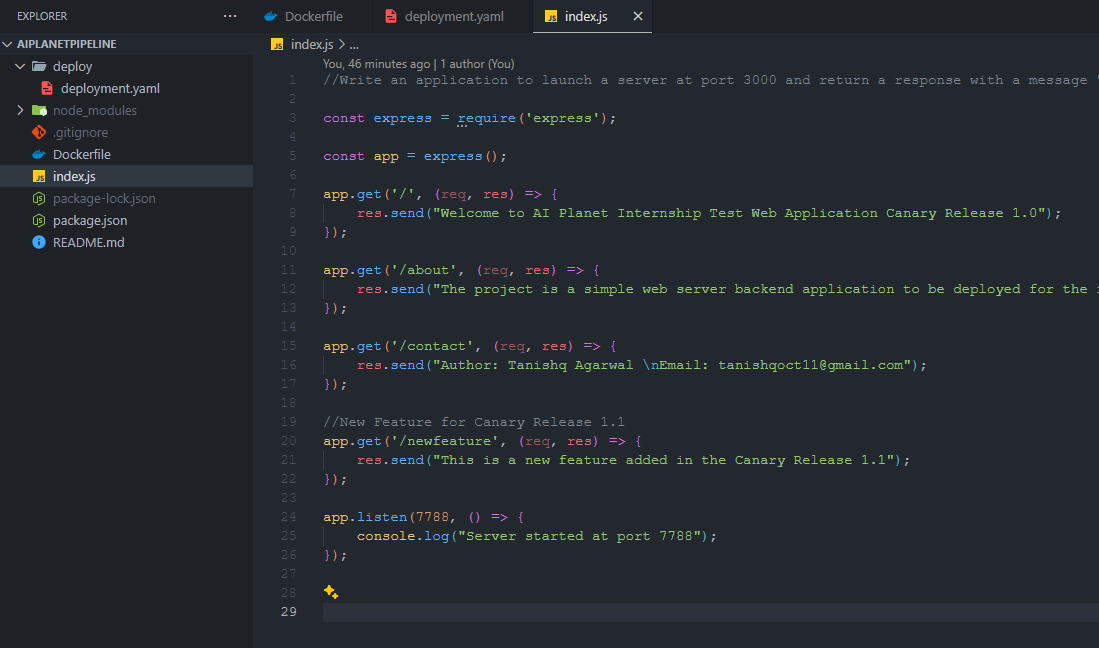 EXPLORER
Dockerfile
deployment.yaml
index.js
AIPLANETPIPELINE
deploy
deployment.yaml
node_modules
.gitignore
Dockerfile
index.js
package-lock.json
package.json
README.md
index.js > ...
You, 46 minutes ago | 1 author (You)
1 //Write an application to launch a server at port 3000 and return a response with a message
2
3 const express = require('express');
4
5 const app = express();
6
7 app.get('/', (req, res) => {
8 res.send("Welcome to AI Planet Internship Test Web Application Canary Release 1.0");
9 });
10
11 app.get('/about', (req, res) => {
12 res.send("The project is a simple web server backend application to be deployed for the
13 });
14
15 app.get('/contact', (req, res) => {
16 res.send("Author: Tanishq Agarwal \nEmail: tanishqoct11@gmail.com");
17 });
18
19 //New Feature for Canary Release 1.1
20 app.get('/newfeature', (req, res) => {
21 res.send("This is a new feature added in the Canary Release 1.1");
22 });
23
24 app.listen(7788, () => {
25 console.log("Server started at port 7788");
26 });
27
28
29